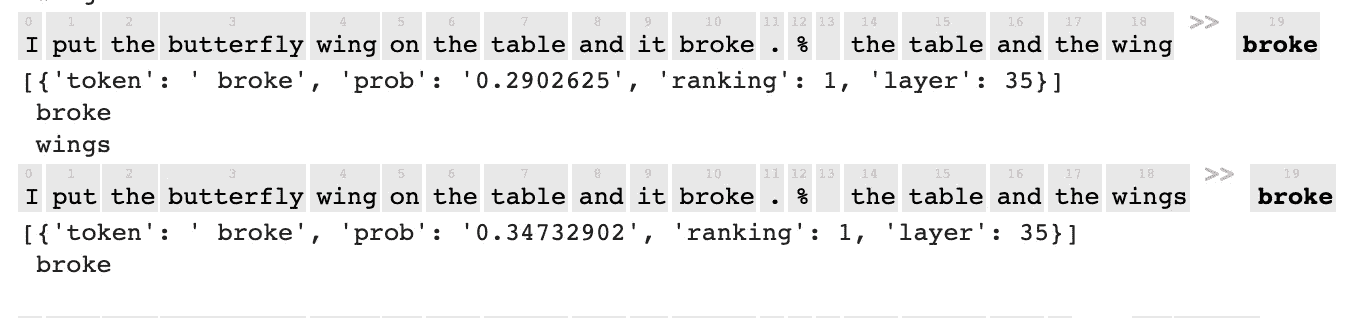 0 1 2 3 4 5 6 7 8 9 10 11 12 13 14 15 16 17 18 >> 19
I put the butterfly wing on the table and it broke . % the table and the wing broke
[{'token': ' broke', 'prob': '0.2902625', 'ranking': 1, 'layer': 35}]
broke
wings
0 1 2 3 4 5 6 7 8 9 10 11 12 13 14 15 16 17 18 >> 19
I put the butterfly wing on the table and it broke . % the table and the wings broke
[{'token': ' broke', 'prob': '0.34732902', 'ranking': 1, 'layer': 35}]
broke